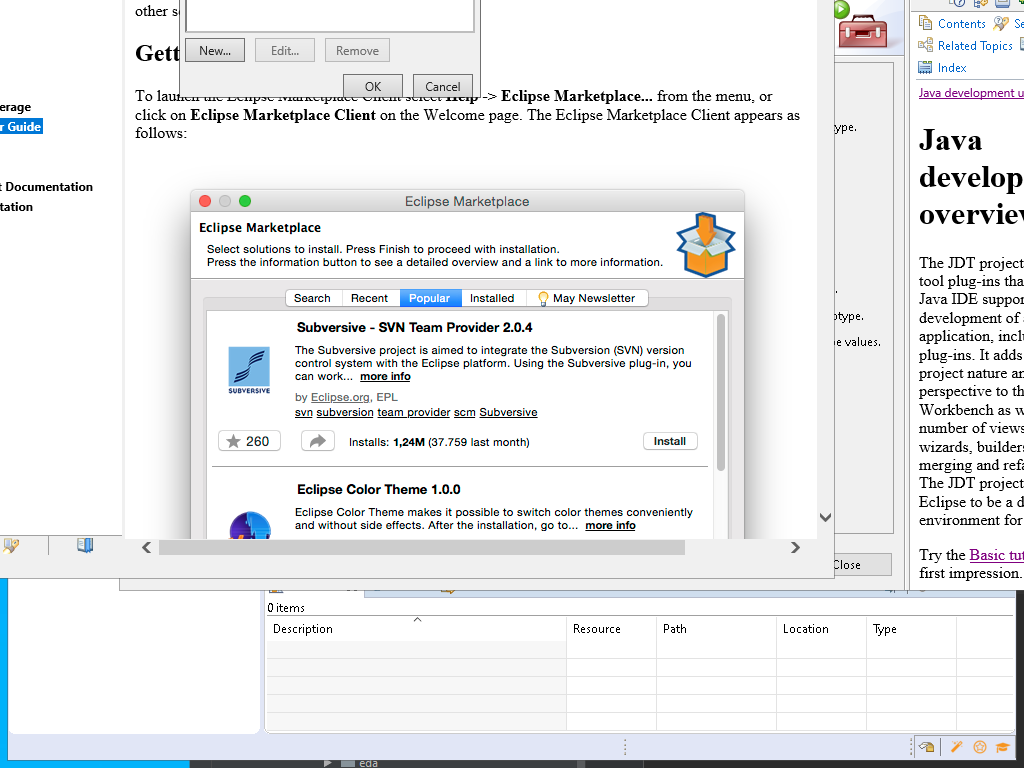 other s
Gett
New...
Edit...
Remove
OK
Cancel
To launch the Eclipse Marketplace Client select Help -> Eclipse Marketplace... from the menu, or
click on Eclipse Marketplace Client on the Welcome page. The Eclipse Marketplace Client appears as
follows:
erage
r Guide
t Documentation
tation
Eclipse Marketplace
Eclipse Marketplace
Select solutions to install. Press Finish to proceed with installation.
Press the information button to see a detailed overview and a link to more information.
Search
Recent
Popular
Installed
May Newsletter
Subversive - SVN Team Provider 2.0.4
The Subversive project is aimed to integrate the Subversion (SVN) version
control system with the Eclipse platform. Using the Subversive plug-in, you
can work... more info
SUBVERSIVE
by Eclipse.org, EPL
svn subversion team provider scm Subversive
260
Installs: 1,24M (37.759 last month)
Install
Eclipse Color Theme 1.0.0
Eclipse Color Theme makes it possible to switch color themes conveniently
and without side effects. After the installation, go to... more info
ype.
otype.
e values.
Close
Contents
Se
Related Topics
Index
Java development u
Java
develop
overview
The JDT project
tool plug-ins tha
Java IDE suppor
development of a
application, inclu
plug-ins. It adds
project nature an
perspective to th
Workbench as w
number of views
wizards, builders
merging and refa
The JDT project
Eclipse to be a d
environment for
Try the Basic tut
first impression.
0 items
Description
Resource
Path
Location
Type
eda